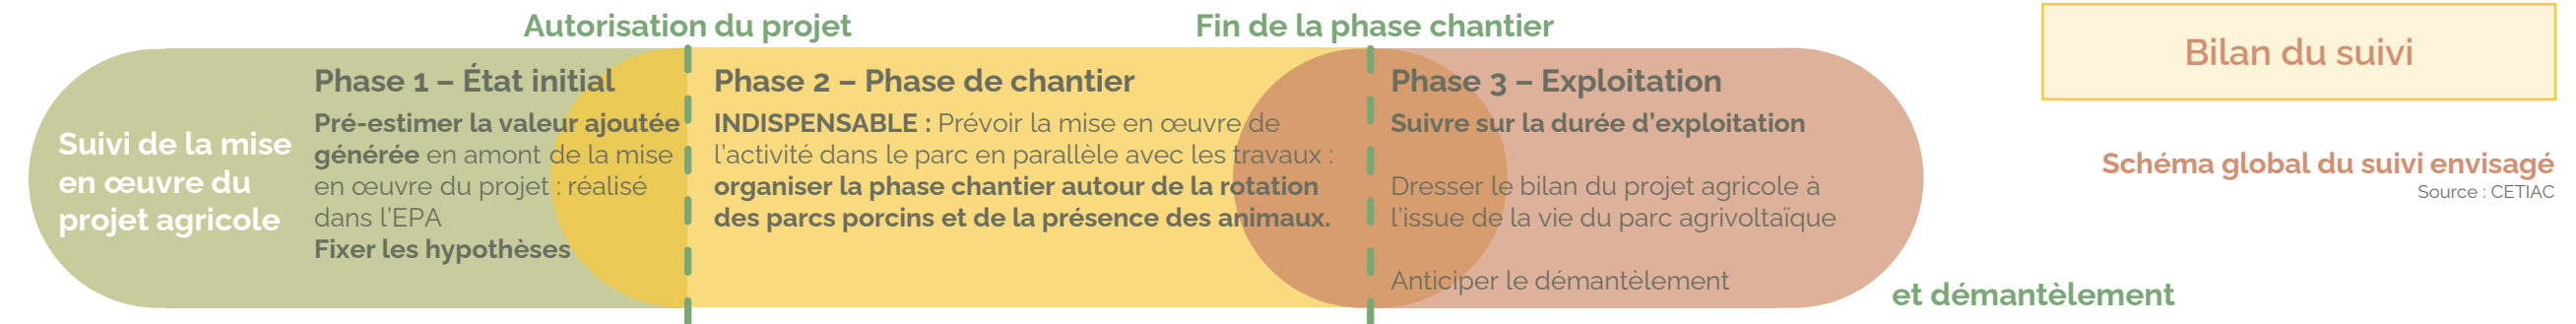 Autorisation du projet
Fin de la phase chantier
Bilan du suivi
Suivi de la mise
en œuvre du
projet agricole
Phase 1 – État initial
Pré-estimer la valeur ajoutée
générée en amont de la mise
en œuvre du projet : réalisé
dans l’EPA
Fixer les hypothèses
Phase 2 – Phase de chantier
INDISPENSABLE : Prévoir la mise en œuvre de
l’activité dans le parc en parallèle avec les travaux :
organiser la phase chantier autour de la rotation
des parcs porcins et de la présence des animaux.
Phase 3 – Exploitation
Suivre sur la durée d’exploitation
Dresser le bilan du projet agricole à
l’issue de la vie du parc agrivoltaïque
Anticiper le démantèlement
et démantèlement
Schéma global du suivi envisagé
Source : CETIAC